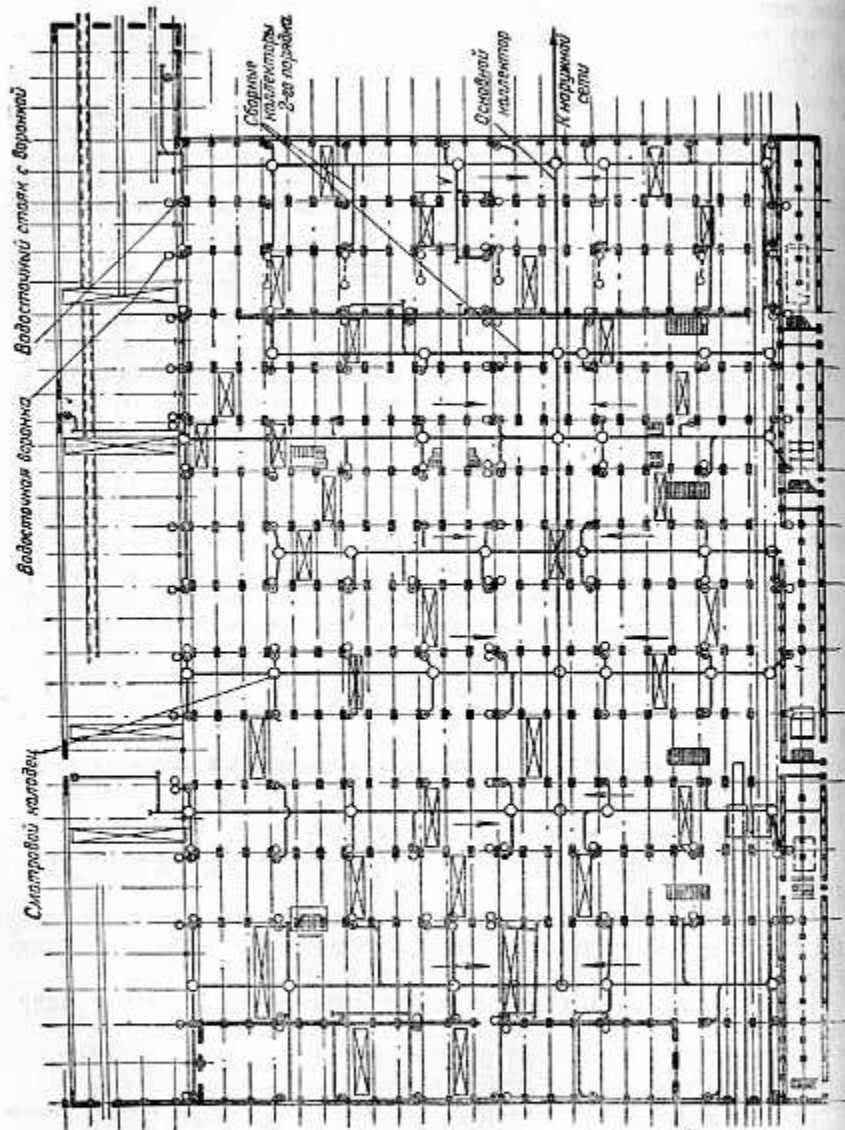 Смотровой колодец
Водосточная воронка
Водосточный стояк с воронкой
Сборные
коллекторы
2-го порядка
Основной
коллектор
К наружной
сети